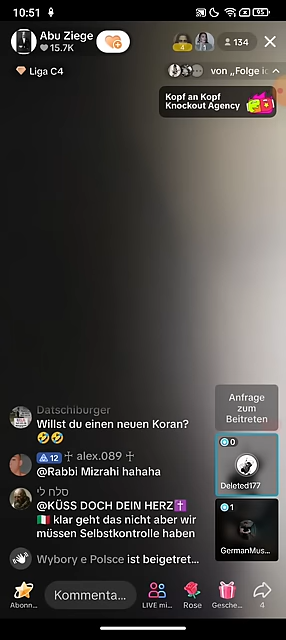 10:51
95
Abu Ziege
15.7K
4
134
Liga C4
von „Folge ic
Kopf an Kopf
Knockout Agency
Anfrage
zum
Beitreten
Datschiburger
Willst du einen neuen Koran?
🤣🤣
0
Deleted177
12 ☥ alex.089 ☥
@Rabbi Mizrahi hahaha
סלח לי
@KÜSS DOCH DEIN HERZ✝️
🇮🇹 klar geht das nicht aber wir
müssen Selbstkontrolle haben
1
GermanMus...
Wybory e Polsce ist beigetret...
Abonn...
Kommenta...
LIVE mi...
Rose
Gesche...
4